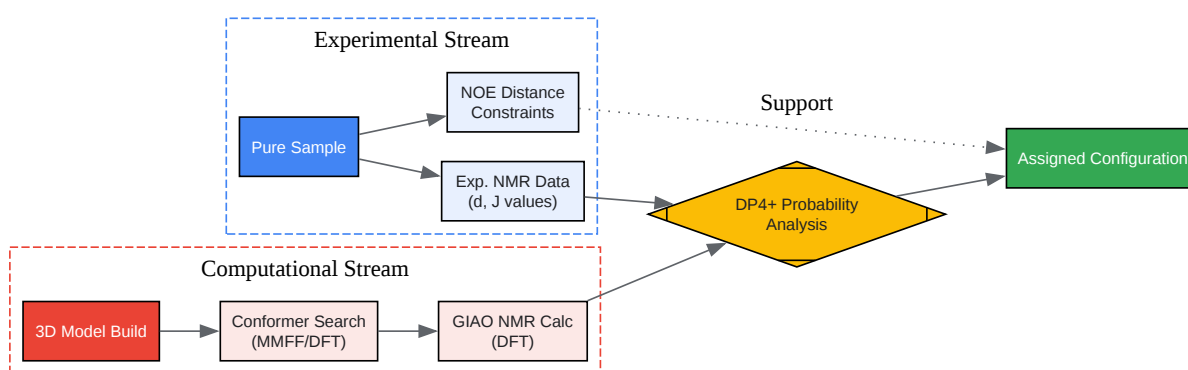 Experimental Stream
NOE Distance
Constraints
Support
Pure Sample
Assigned Configuration
Exp. NMR Data
(d, J values)
DP4+ Probability
Analysis
Computational Stream
3D Model Build
Conformer Search
(MMFF/DFT)
GIAO NMR Calc
(DFT)